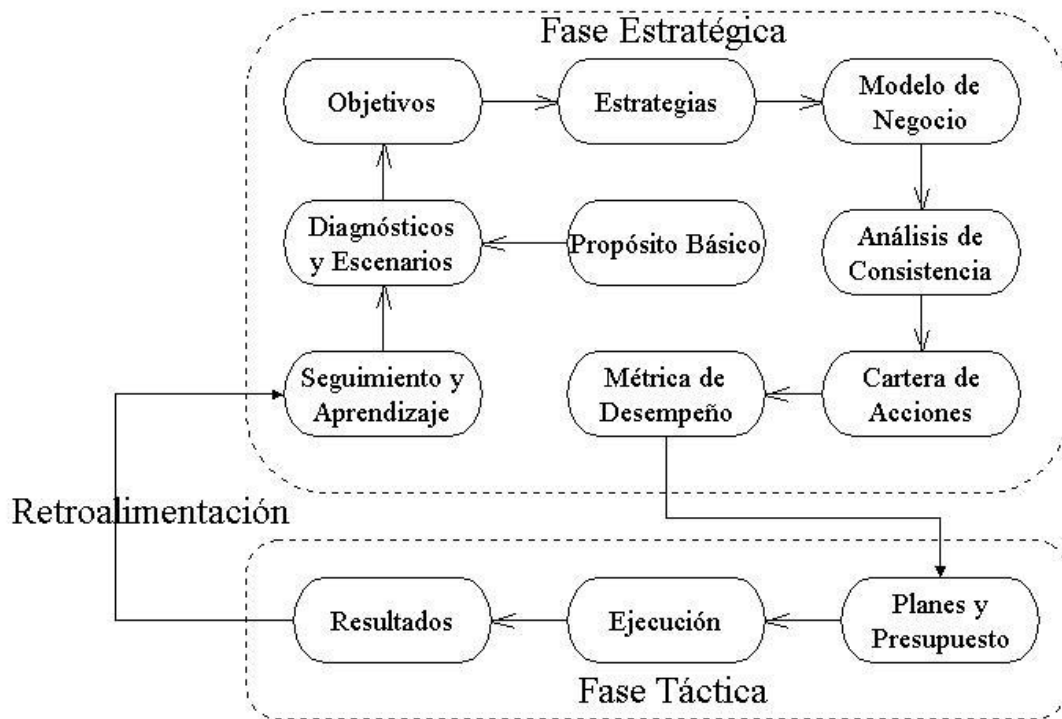 Fase Estratégica
Objetivos
Estrategias
Modelo de
Negocio
Diagnósticos
y Escenarios
Propósito Básico
Análisis de
Consistencia
Seguimiento y
Aprendizaje
Métrica de
Desempeño
Cartera de
Acciones
Retroalimentación
Resultados
Ejecución
Planes y
Presupuesto
Fase Táctica